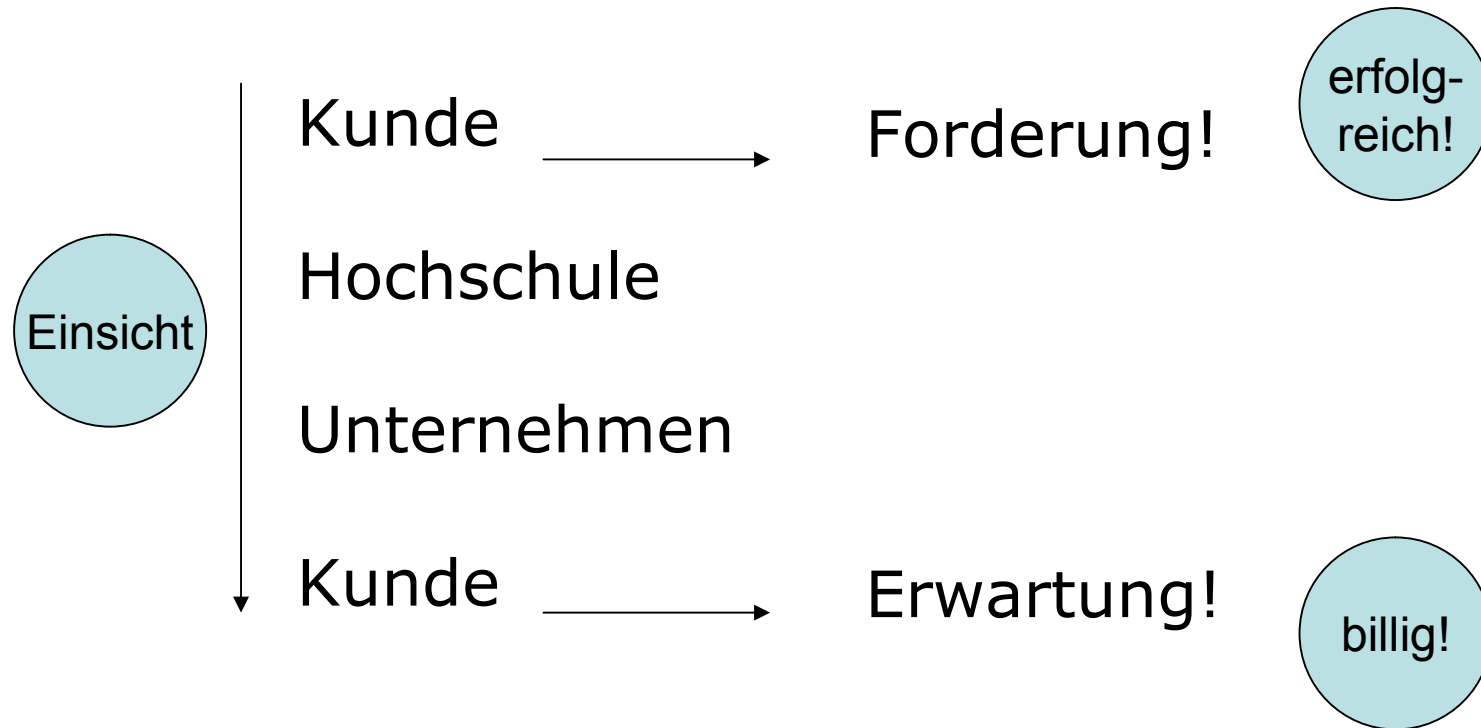 Kunde
Forderung!
erfolg-
reich!
Hochschule
Einsicht
Unternehmen
Kunde
Erwartung!
billig!